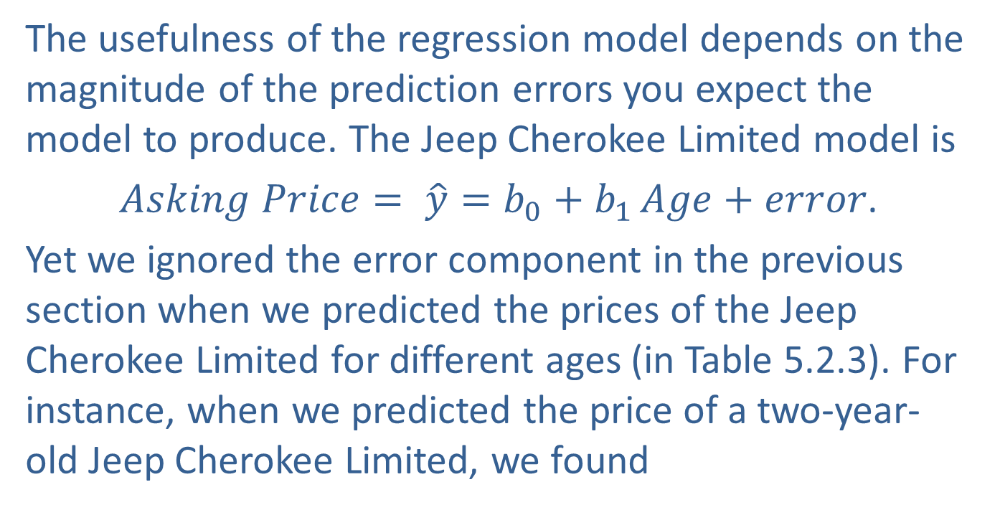 The usefulness of the regression model depends on the
magnitude of the prediction errors you expect the
model to produce. The Jeep Cherokee Limited model is
Asking Price = ŷ = b₀ + b₁ Age + error.
Yet we ignored the error component in the previous
section when we predicted the prices of the Jeep
Cherokee Limited for different ages (in Table 5.2.3). For
instance, when we predicted the price of a two-year-
old Jeep Cherokee Limited, we found